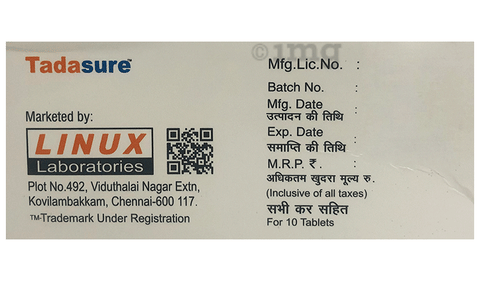 Tadasure
Marketed by:
LINUX
Laboratories
Plot No.492, Viduthalai Nagar Extn,
Kovilambakkam, Chennai-600 117.
TM-Trademark Under Registration
1mg
Mfg.Lic.No. :
Batch No. :
Mfg. Date :
उत्पादन की तिथि
Exp. Date :
समाप्ति की तिथि :
M.R.P. ₹. :
अधिकतम खुदरा मूल्य रु.
(Inclusive of all taxes)
सभी कर सहित
For 10 Tablets